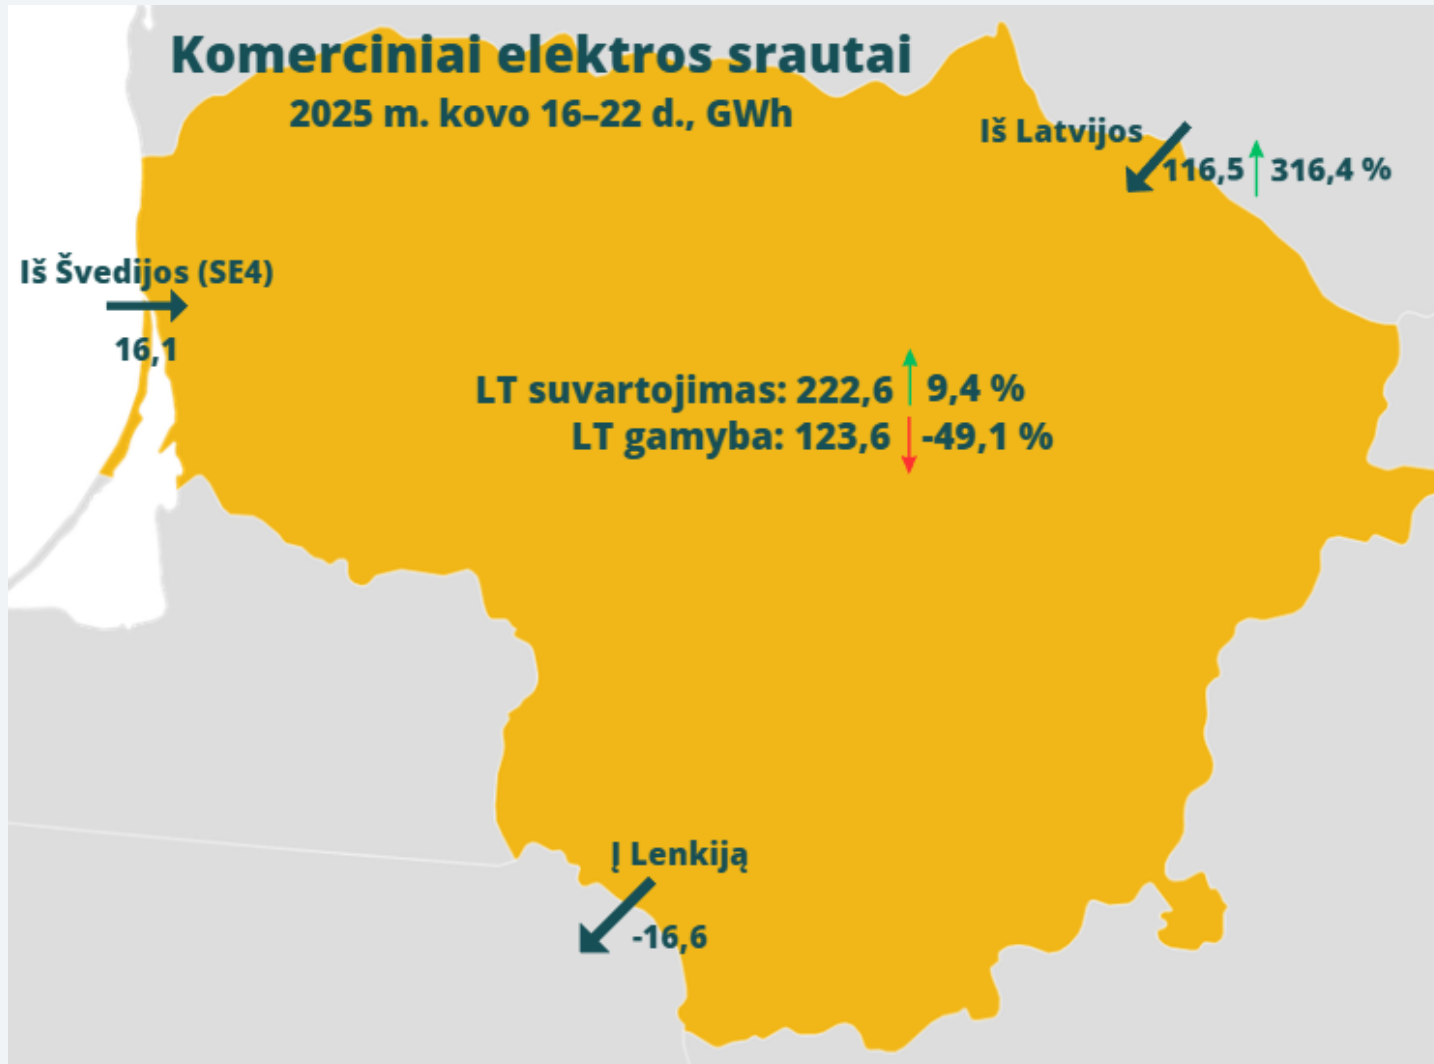 Komerciniai elektros srautai
2025 m. kovo 16–22 d., GWh
Iš Latvijos
116,5 316,4 %
Iš Švedijos (SE4)
16,1
LT suvartojimas: 222,6 9,4 %
LT gamyba: 123,6 -49,1 %
Į Lenkiją
-16,6